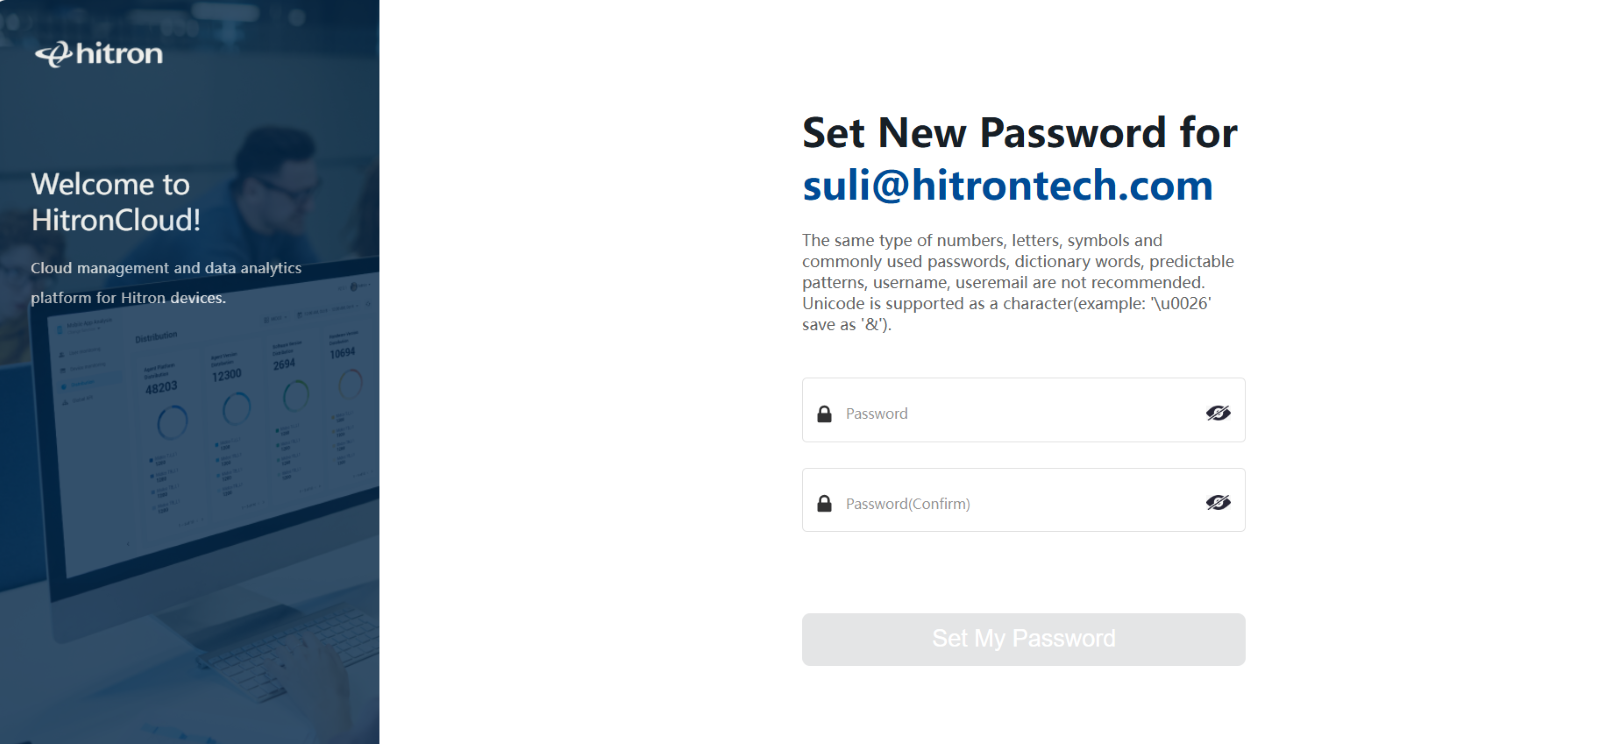 hitron
Welcome to
HitronCloud!
Cloud management and data analytics
platform for Hitron devices.
Distribution
48203
12300
2694
10694
Set New Password for
suli@hitrontech.com
The same type of numbers, letters, symbols and
commonly used passwords, dictionary words, predictable
patterns, username, useremail are not recommended.
Unicode is supported as a character(example: '\u0026'
save as '&').
Password
Password(Confirm)
Set My Password